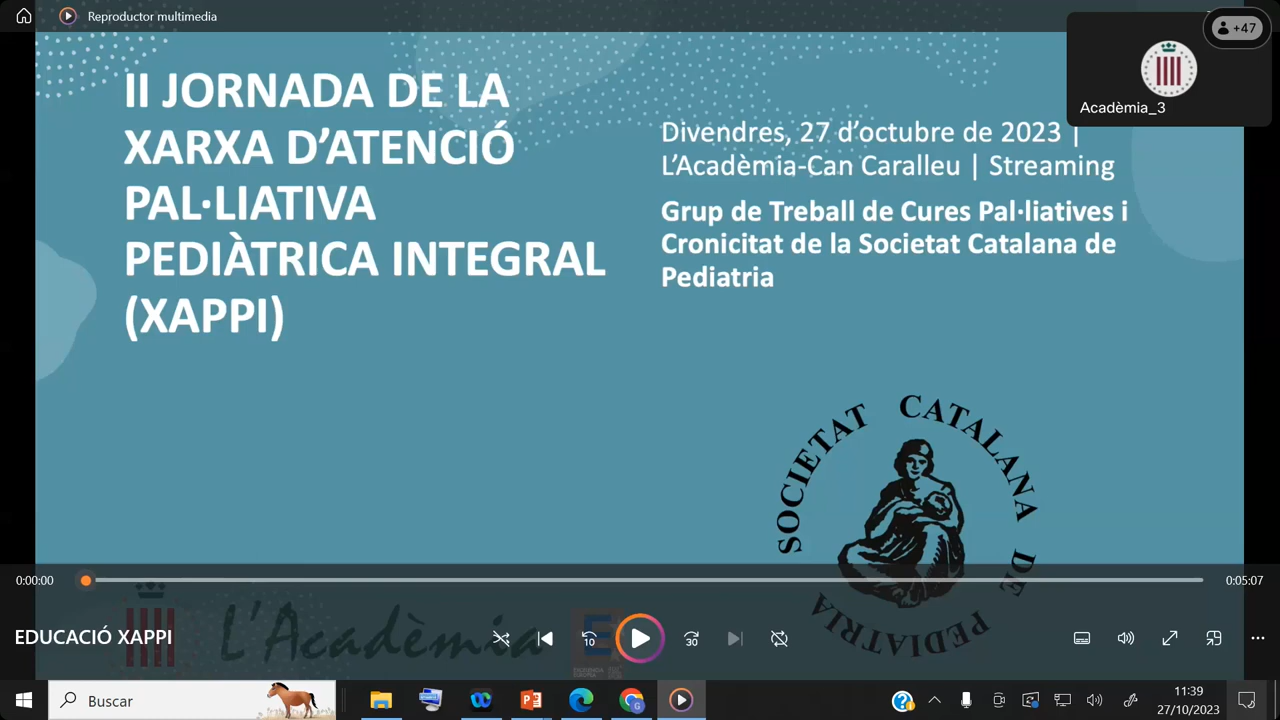 Reproductor multimedia
+47
Acadèmia_3
II JORNADA DE LA
XARXA D'ATENCIÓ
PAL·LIATIVA
PEDIÀTRICA INTEGRAL
(XAPPI)
Divendres, 27 d'octubre de 2023 |
L'Acadèmia-Can Caralleu | Streaming
Grup de Treball de Cures Pal·liatives i
Cronicitat de la Societat Catalana de
Pediatria
SOCIETAT CATALANA DE PEDIATRIA
0:00:00
0:05:07
L'Acadèmia
EDUCACIÓ XAPPI
10
30
Buscar
11:39
27/10/2023